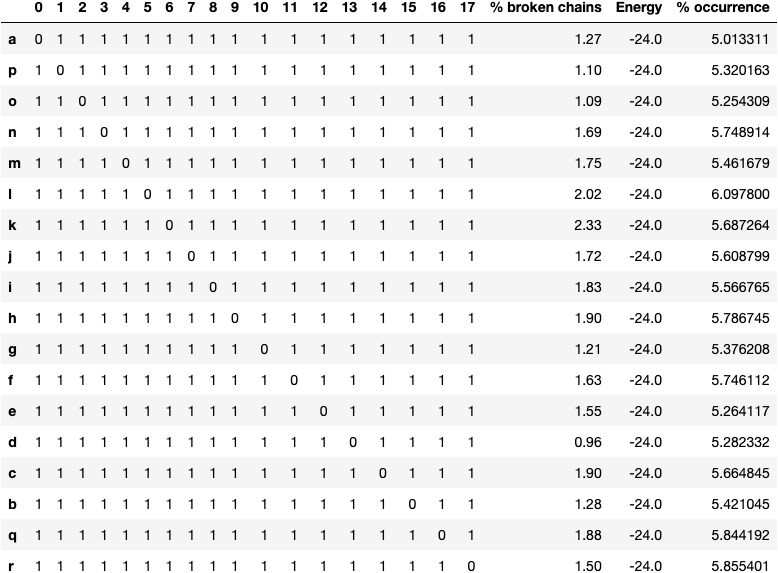 0 1 2 3 4 5 6 7 8 9 10 11 12 13 14 15 16 17 % broken chains Energy % occurrence
a 0 1 1 1 1 1 1 1 1 1 1 1 1 1 1 1 1 1 1.27 -24.0 5.013311
p 1 0 1 1 1 1 1 1 1 1 1 1 1 1 1 1 1 1 1.10 -24.0 5.320163
o 1 1 0 1 1 1 1 1 1 1 1 1 1 1 1 1 1 1 1.09 -24.0 5.254309
n 1 1 1 0 1 1 1 1 1 1 1 1 1 1 1 1 1 1 1.69 -24.0 5.748914
m 1 1 1 1 0 1 1 1 1 1 1 1 1 1 1 1 1 1 1.75 -24.0 5.461679
l 1 1 1 1 1 0 1 1 1 1 1 1 1 1 1 1 1 1 2.02 -24.0 6.097800
k 1 1 1 1 1 1 0 1 1 1 1 1 1 1 1 1 1 1 2.33 -24.0 5.687264
j 1 1 1 1 1 1 1 0 1 1 1 1 1 1 1 1 1 1 1.72 -24.0 5.608799
i 1 1 1 1 1 1 1 1 0 1 1 1 1 1 1 1 1 1 1.83 -24.0 5.566765
h 1 1 1 1 1 1 1 1 1 0 1 1 1 1 1 1 1 1 1.90 -24.0 5.786745
g 1 1 1 1 1 1 1 1 1 1 0 1 1 1 1 1 1 1 1.21 -24.0 5.376208
f 1 1 1 1 1 1 1 1 1 1 1 0 1 1 1 1 1 1 1.63 -24.0 5.746112
e 1 1 1 1 1 1 1 1 1 1 1 1 0 1 1 1 1 1 1.55 -24.0 5.264117
d 1 1 1 1 1 1 1 1 1 1 1 1 1 0 1 1 1 1 0.96 -24.0 5.282332
c 1 1 1 1 1 1 1 1 1 1 1 1 1 1 0 1 1 1 1.90 -24.0 5.664845
b 1 1 1 1 1 1 1 1 1 1 1 1 1 1 1 0 1 1 1.28 -24.0 5.421045
q 1 1 1 1 1 1 1 1 1 1 1 1 1 1 1 1 0 1 1.88 -24.0 5.844192
r 1 1 1 1 1 1 1 1 1 1 1 1 1 1 1 1 1 0 1.50 -24.0 5.855401